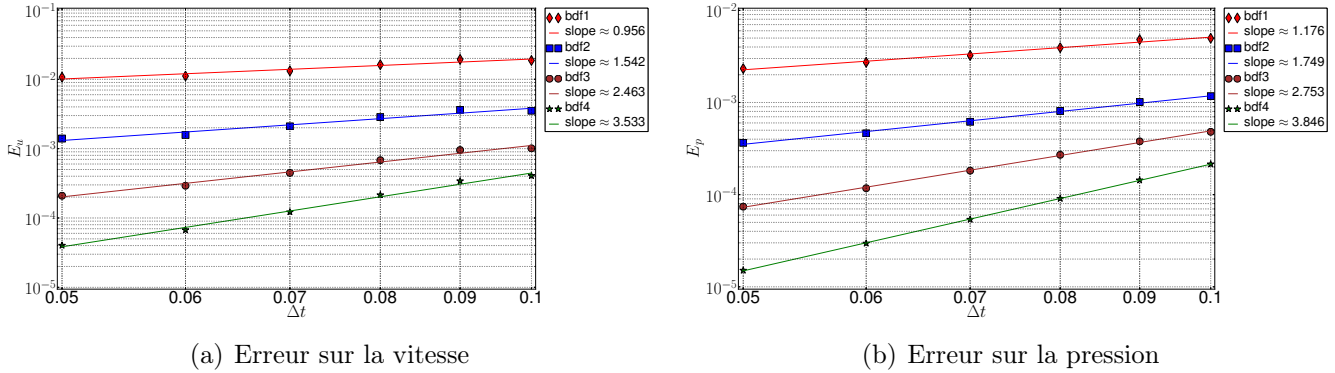 10⁻¹
10⁻²
10⁻³
10⁻⁴
10⁻⁵
E_u
0.05 0.06 0.07 0.08 0.09 0.1
Δt
bdf1
slope ≈ 0.956
bdf2
slope ≈ 1.542
bdf3
slope ≈ 2.463
bdf4
slope ≈ 3.533
(a) Erreur sur la vitesse
10⁻²
10⁻³
10⁻⁴
10⁻⁵
E_p
0.05 0.06 0.07 0.08 0.09 0.1
Δt
bdf1
slope ≈ 1.176
bdf2
slope ≈ 1.749
bdf3
slope ≈ 2.753
bdf4
slope ≈ 3.846
(b) Erreur sur la pression